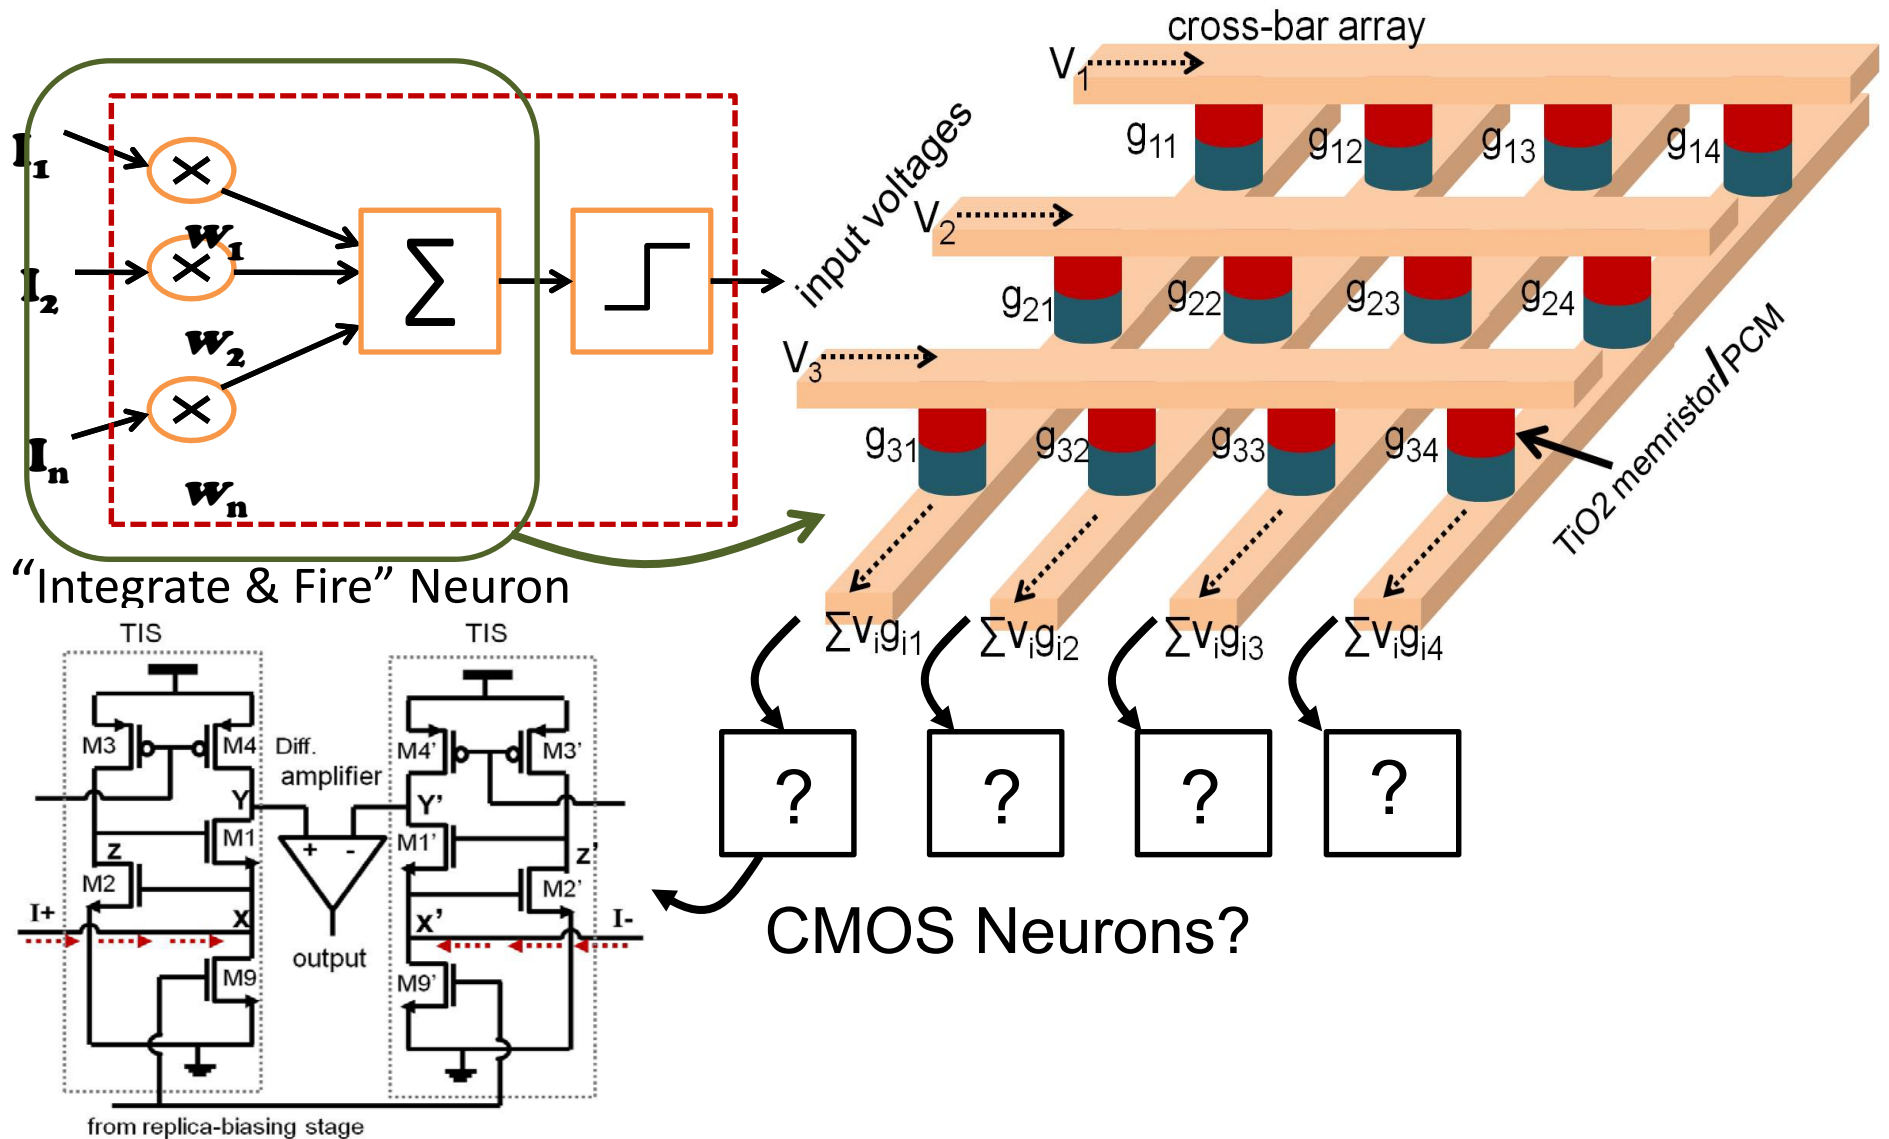 cross-bar array
V1
g11
g12
g13
g14
input voltages
V2
g21
g22
g23
g24
V3
g31
g32
g33
g34
TiO2 memristor/PCM
∑vigi1
∑vigi2
∑vigi3
∑vigi4
I1
w1
I2
w2
In
wn
∑
“Integrate & Fire” Neuron
TIS
TIS
M3
M4
Diff.
amplifier
M4'
M3'
Y
Y'
M1
+
-
M1'
z
z'
M2
M2'
I+
x
x'
I-
output
M9
M9'
from replica-biasing stage
?
?
?
?
CMOS Neurons?